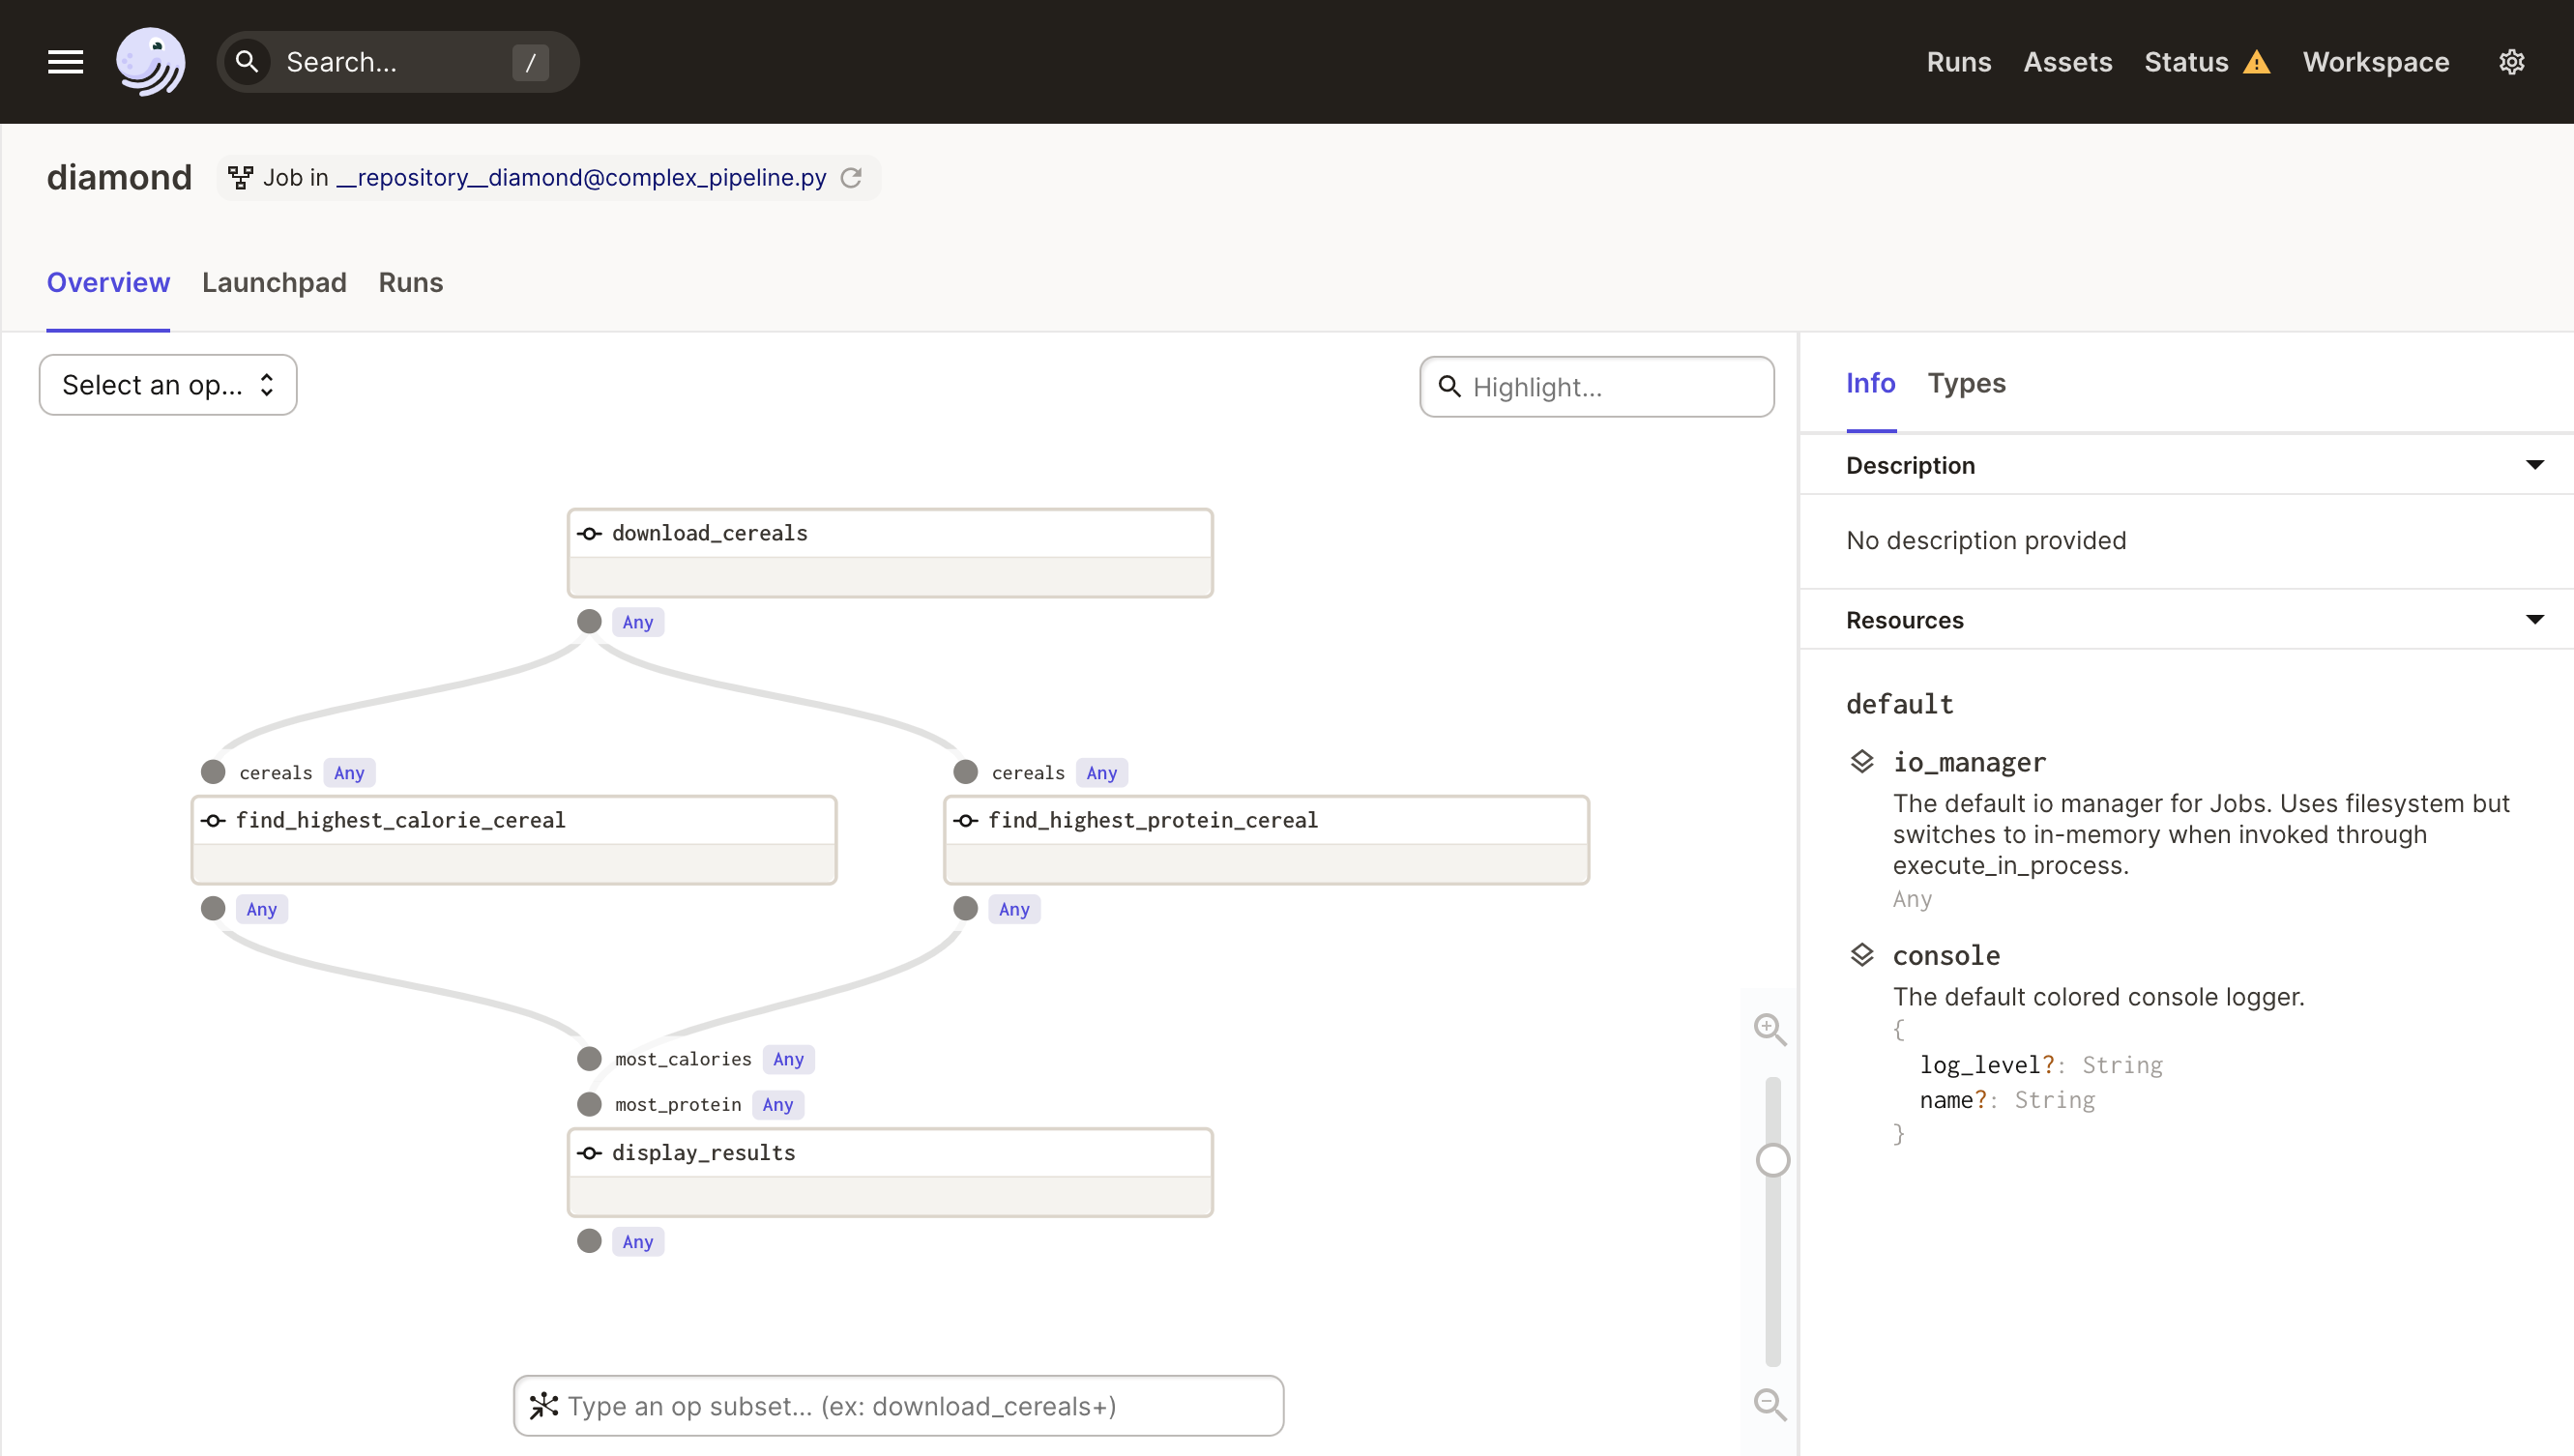 Search...
/
Runs
Assets
Status
Workspace
diamond
Job in __repository__diamond@complex_pipeline.py
Overview
Launchpad
Runs
Select an op...
Highlight...
download_cereals
Any
cereals Any
cereals Any
find_highest_calorie_cereal
find_highest_protein_cereal
Any
Any
most_calories Any
most_protein Any
display_results
Any
Type an op subset... (ex: download_cereals+)
Info
Types
Description
No description provided
Resources
default
io_manager
The default io manager for Jobs. Uses filesystem but
switches to in-memory when invoked through
execute_in_process.
Any
console
The default colored console logger.
{
log_level?: String
name?: String
}